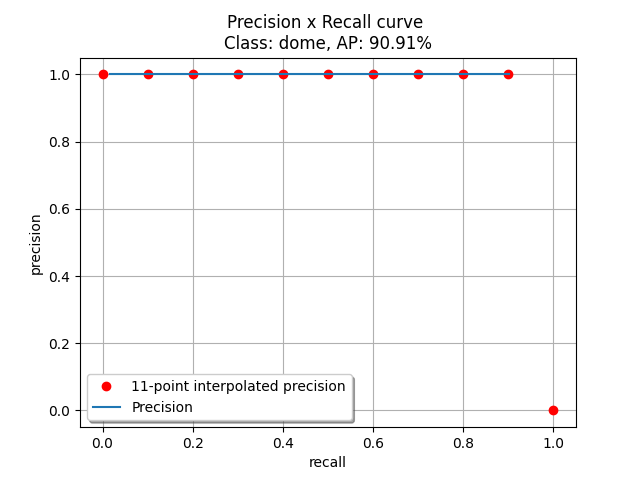 Precision x Recall curve
Class: dome, AP: 90.91%
1.0
0.8
0.6
0.4
0.2
0.0
precision
11-point interpolated precision
Precision
0.0 0.2 0.4 0.6 0.8 1.0
recall